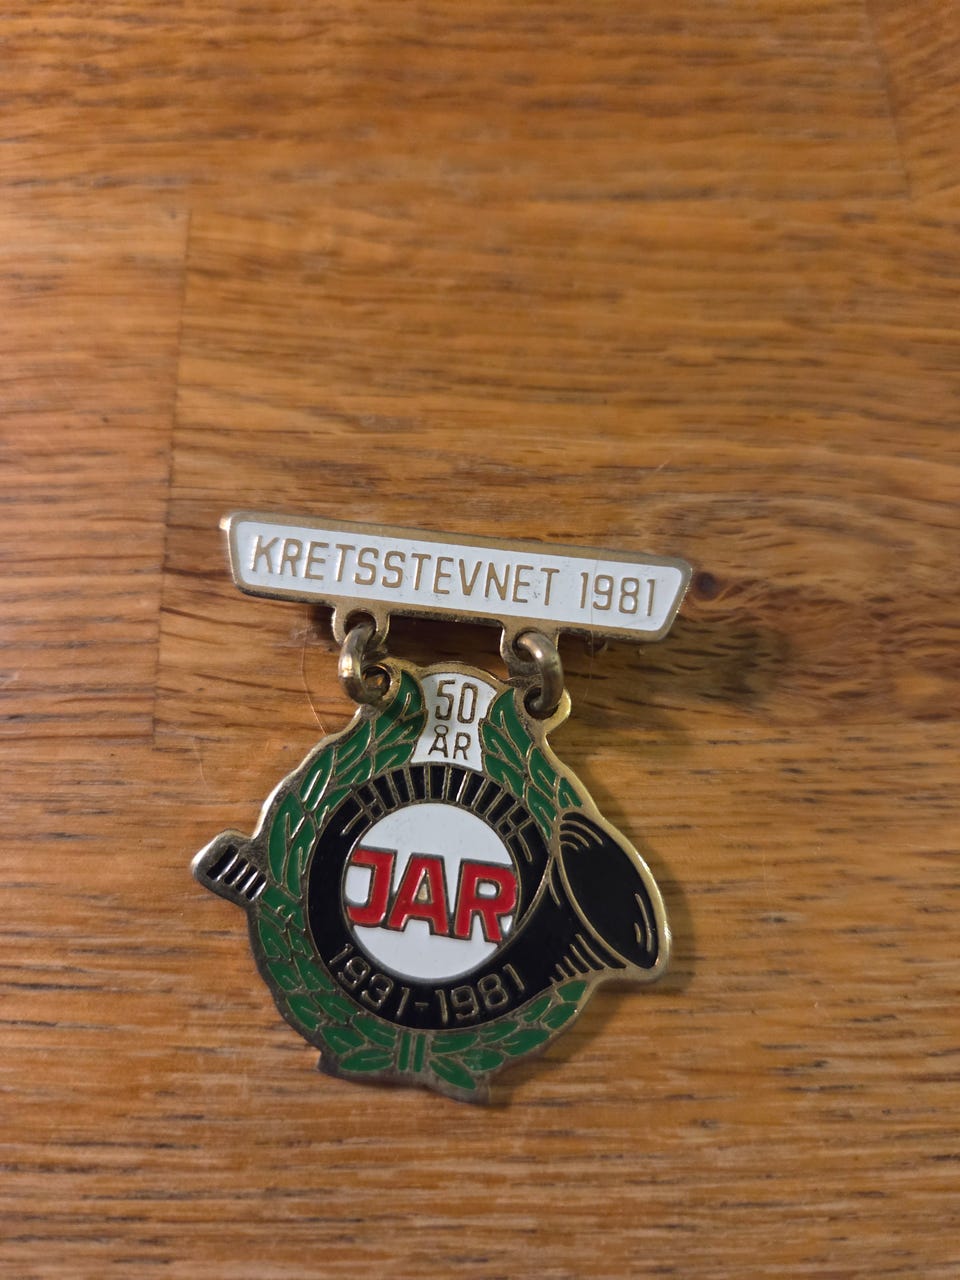 KRETSSTEVNET 1981
50
ÅR
JAR
1931-1981